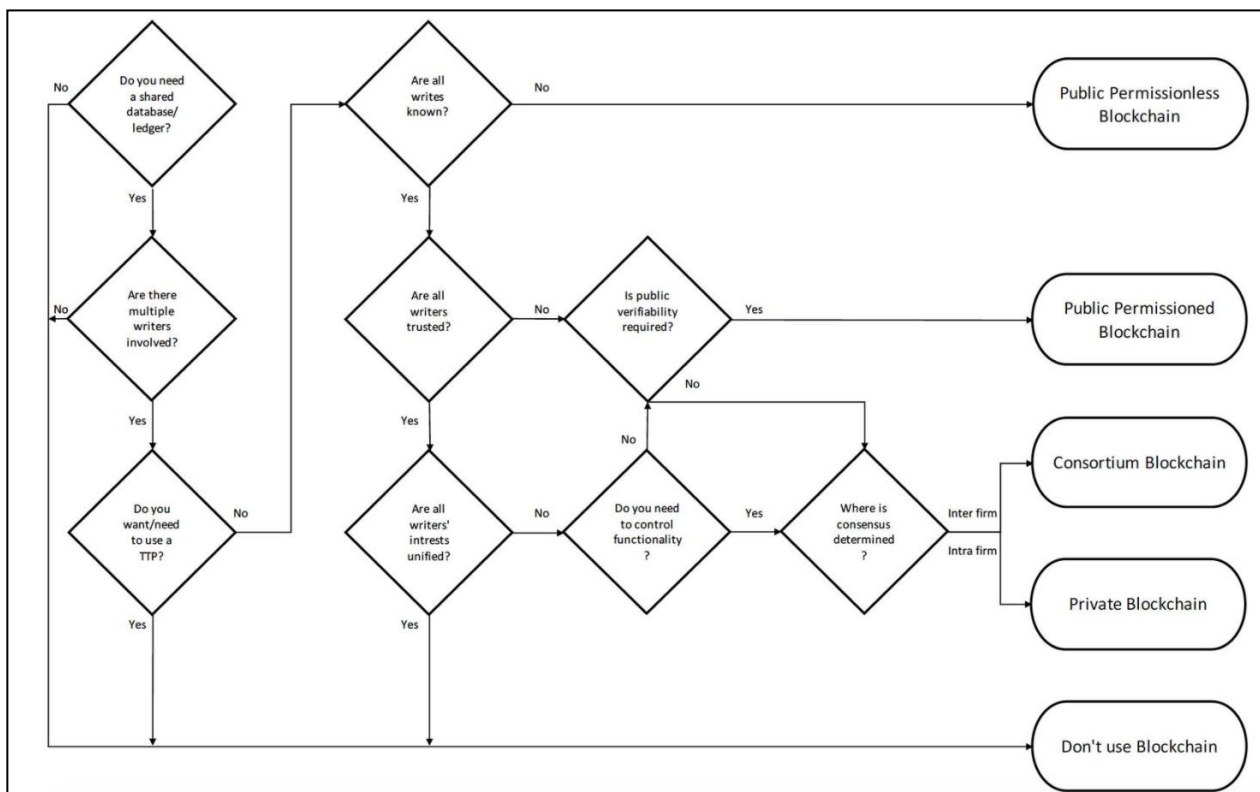 Do you need
a shared
database/
ledger?
No
Yes
Are there
multiple
writers
involved?
No
Yes
Do you
want/need
to use a
TTP?
No
Yes
Are all
writes
known?
No
Yes
Are all
writers
trusted?
No
Yes
Are all
writers'
intrests
unified?
No
Yes
Is public
verifiability
required?
Yes
No
Do you need
to control
functionality
?
No
Yes
Where is
consensus
determined
?
Inter firm
Intra firm
Public Permissionless
Blockchain
Public Permissioned
Blockchain
Consortium Blockchain
Private Blockchain
Don't use Blockchain